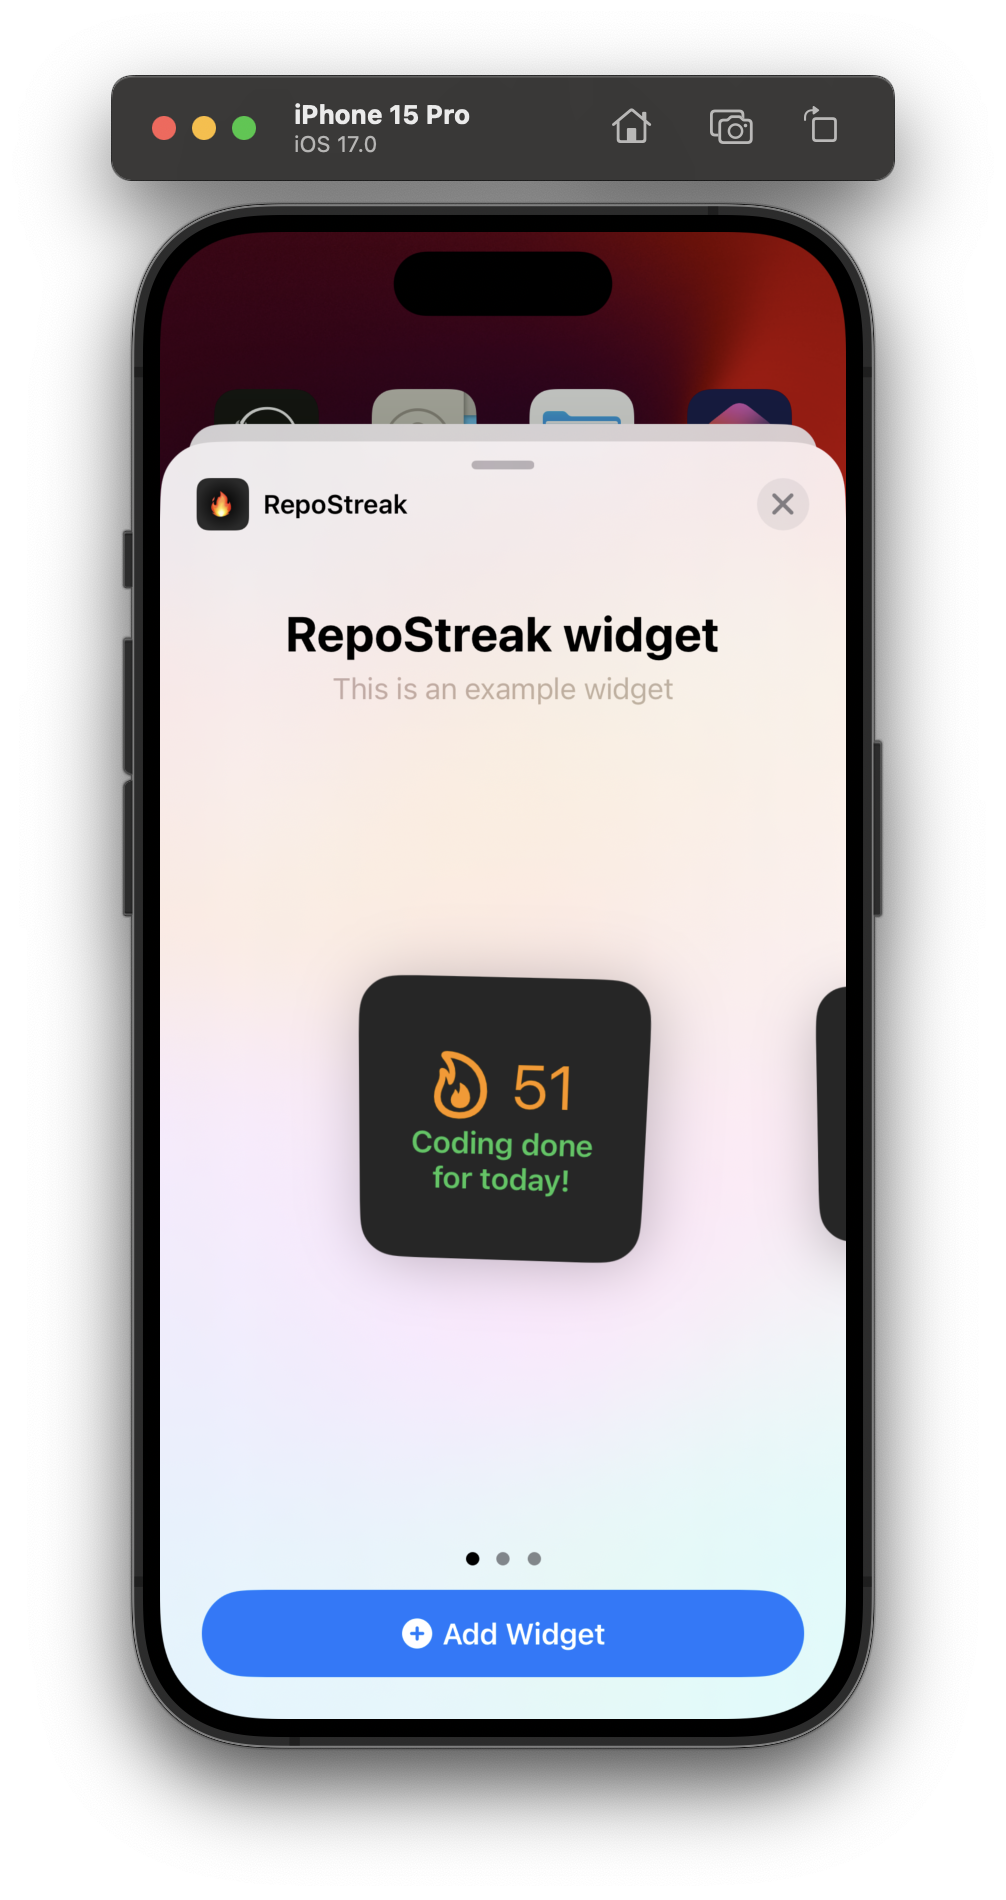 iPhone 15 Pro
iOS 17.0
RepoStreak
RepoStreak widget
This is an example widget
51
Coding done
for today!
Add Widget